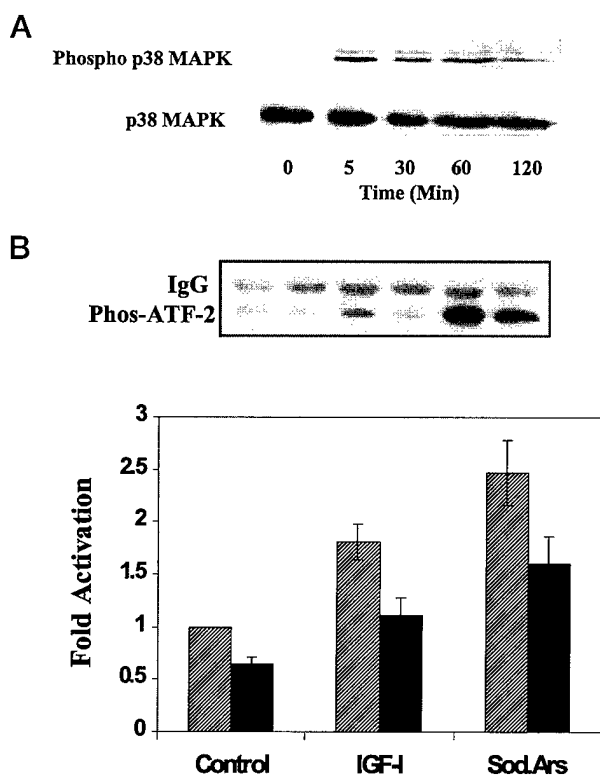 A
Phospho p38 MAPK
p38 MAPK
0 5 30 60 120
Time (Min)
B
IgG
Phos-ATF-2
3
2.5
2
1.5
1
0.5
0
Fold Activation
Control IGF-I Sod.Ars